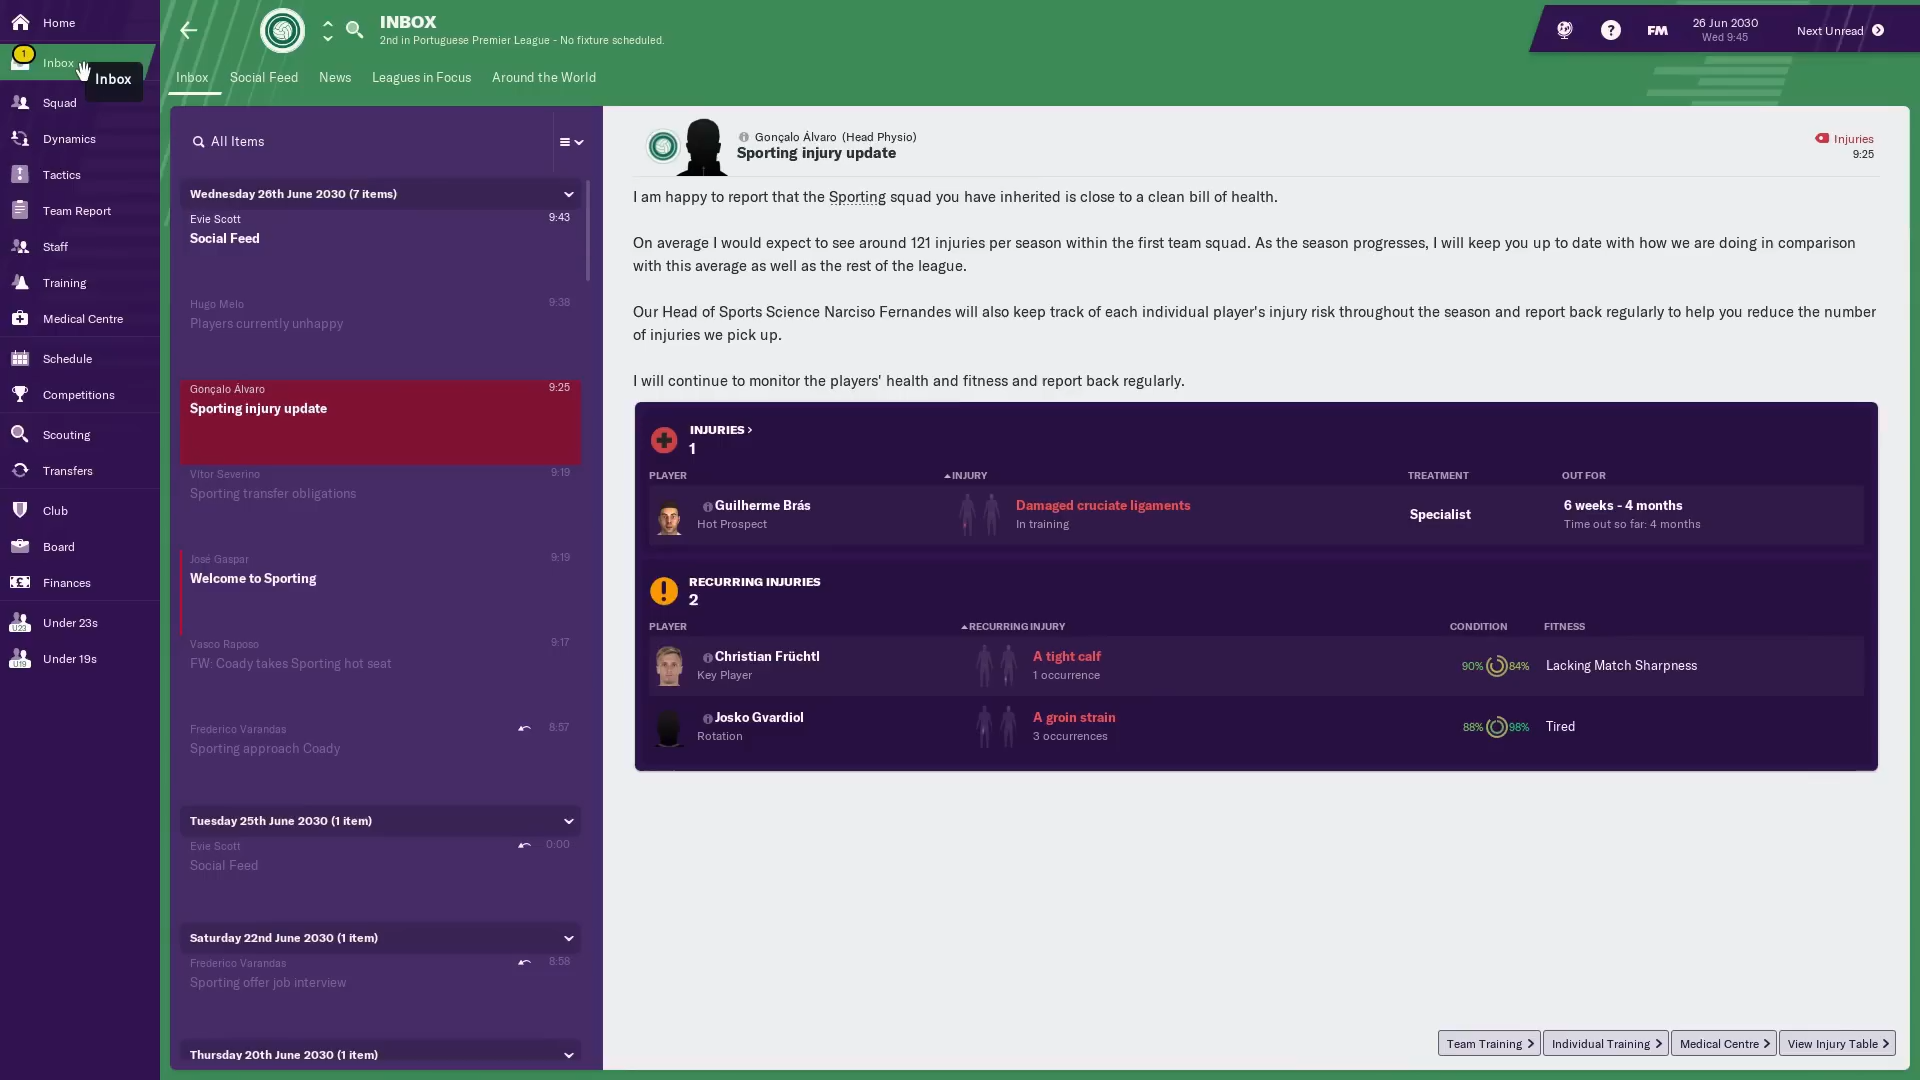 Home
1
Inbox
Inbox
Squad
Dynamics
Tactics
Team Report
Staff
Training
Medical Centre
Schedule
Competitions
Scouting
Transfers
Club
Board
Finances
U23
Under 23s
U19
Under 19s
INBOX
2nd in Portuguese Premier League - No fixture scheduled.
FM
26 Jun 2030
Wed 9:45
Next Unread
Inbox
Social Feed
News
Leagues in Focus
Around the World
All Items
Wednesday 26th June 2030 (7 items)
Evie Scott 9:43
Social Feed
Hugo Melo 9:38
Players currently unhappy
Gonçalo Álvaro 9:25
Sporting injury update
Vítor Severino 9:19
Sporting transfer obligations
José Gaspar 9:19
Welcome to Sporting
Vasco Raposo 9:17
FW: Coady takes Sporting hot seat
Frederico Varandas 8:57
Sporting approach Coady
Tuesday 25th June 2030 (1 item)
Evie Scott 0:00
Social Feed
Saturday 22nd June 2030 (1 item)
Frederico Varandas 8:58
Sporting offer job interview
Thursday 20th June 2030 (1 item)
Gonçalo Álvaro (Head Physio)
Sporting injury update
Injuries
9:25
I am happy to report that the Sporting squad you have inherited is close to a clean bill of health.
On average I would expect to see around 121 injuries per season within the first team squad. As the season progresses, I will keep you up to date with how we are doing in comparison
with this average as well as the rest of the league.
Our Head of Sports Science Narciso Fernandes will also keep track of each individual player's injury risk throughout the season and report back regularly to help you reduce the number
of injuries we pick up.
I will continue to monitor the players' health and fitness and report back regularly.
INJURIES >
1
PLAYER INJURY TREATMENT OUT FOR
Guilherme Brás Damaged cruciate ligaments Specialist 6 weeks - 4 months
Hot Prospect In training Time out so far: 4 months
RECURRING INJURIES
2
PLAYER RECURRING INJURY CONDITION FITNESS
Christian Früchtl A tight calf 90% 84% Lacking Match Sharpness
Key Player 1 occurrence
Josko Gvardiol A groin strain 88% 98% Tired
Rotation 3 occurrences
Team Training >
Individual Training >
Medical Centre >
View Injury Table >